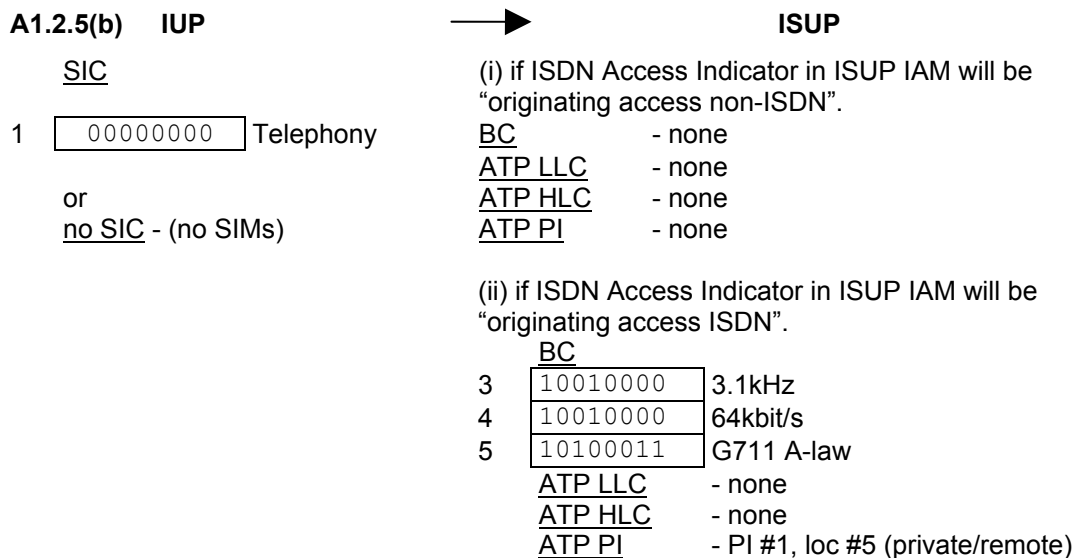 A1.2.5(b) IUP ISUP
SIC
1 00000000 Telephony
or
no SIC - (no SIMs)
(i) if ISDN Access Indicator in ISUP IAM will be
“originating access non-ISDN”.
BC - none
ATP LLC - none
ATP HLC - none
ATP PI - none
(ii) if ISDN Access Indicator in ISUP IAM will be
“originating access ISDN”.
BC
3 10010000 3.1kHz
4 10010000 64kbit/s
5 10100011 G711 A-law
ATP LLC - none
ATP HLC - none
ATP PI - PI #1, loc #5 (private/remote)